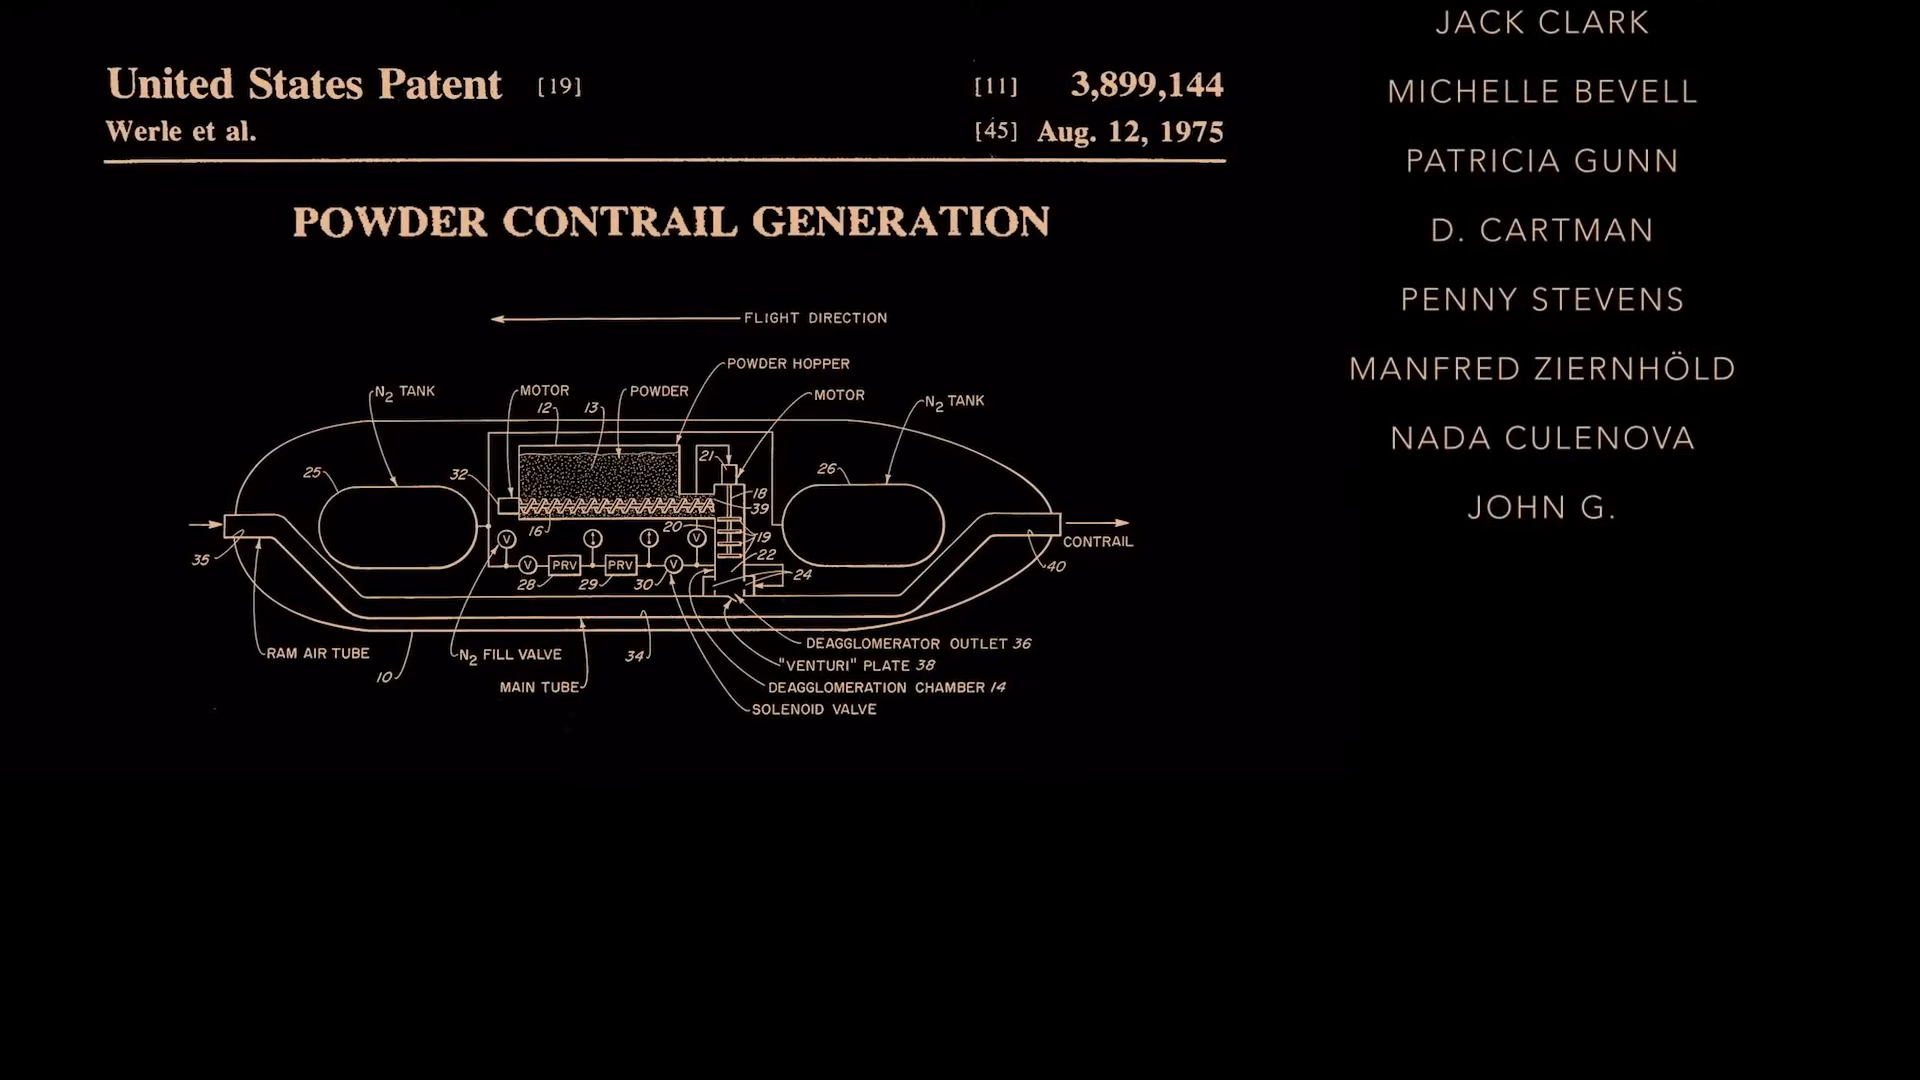 United States Patent [19]
[11] 3,899,144
Werle et al.
[45] Aug. 12, 1975
POWDER CONTRAIL GENERATION
FLIGHT DIRECTION
POWDER HOPPER
N2 TANK
MOTOR
POWDER
MOTOR
N2 TANK
12
13
21
25
32
26
18
39
16
20
19
V
V
22
V
PRV
PRV
V
28
29
30
24
35
CONTRAIL
40
RAM AIR TUBE
N2 FILL VALVE
34
DEAGGLOMERATOR OUTLET 36
"VENTURI" PLATE 38
10
MAIN TUBE
DEAGGLOMERATION CHAMBER 14
SOLENOID VALVE
JACK CLARK
MICHELLE BEVELL
PATRICIA GUNN
D. CARTMAN
PENNY STEVENS
MANFRED ZIERNHÖLD
NADA CULENOVA
JOHN G.